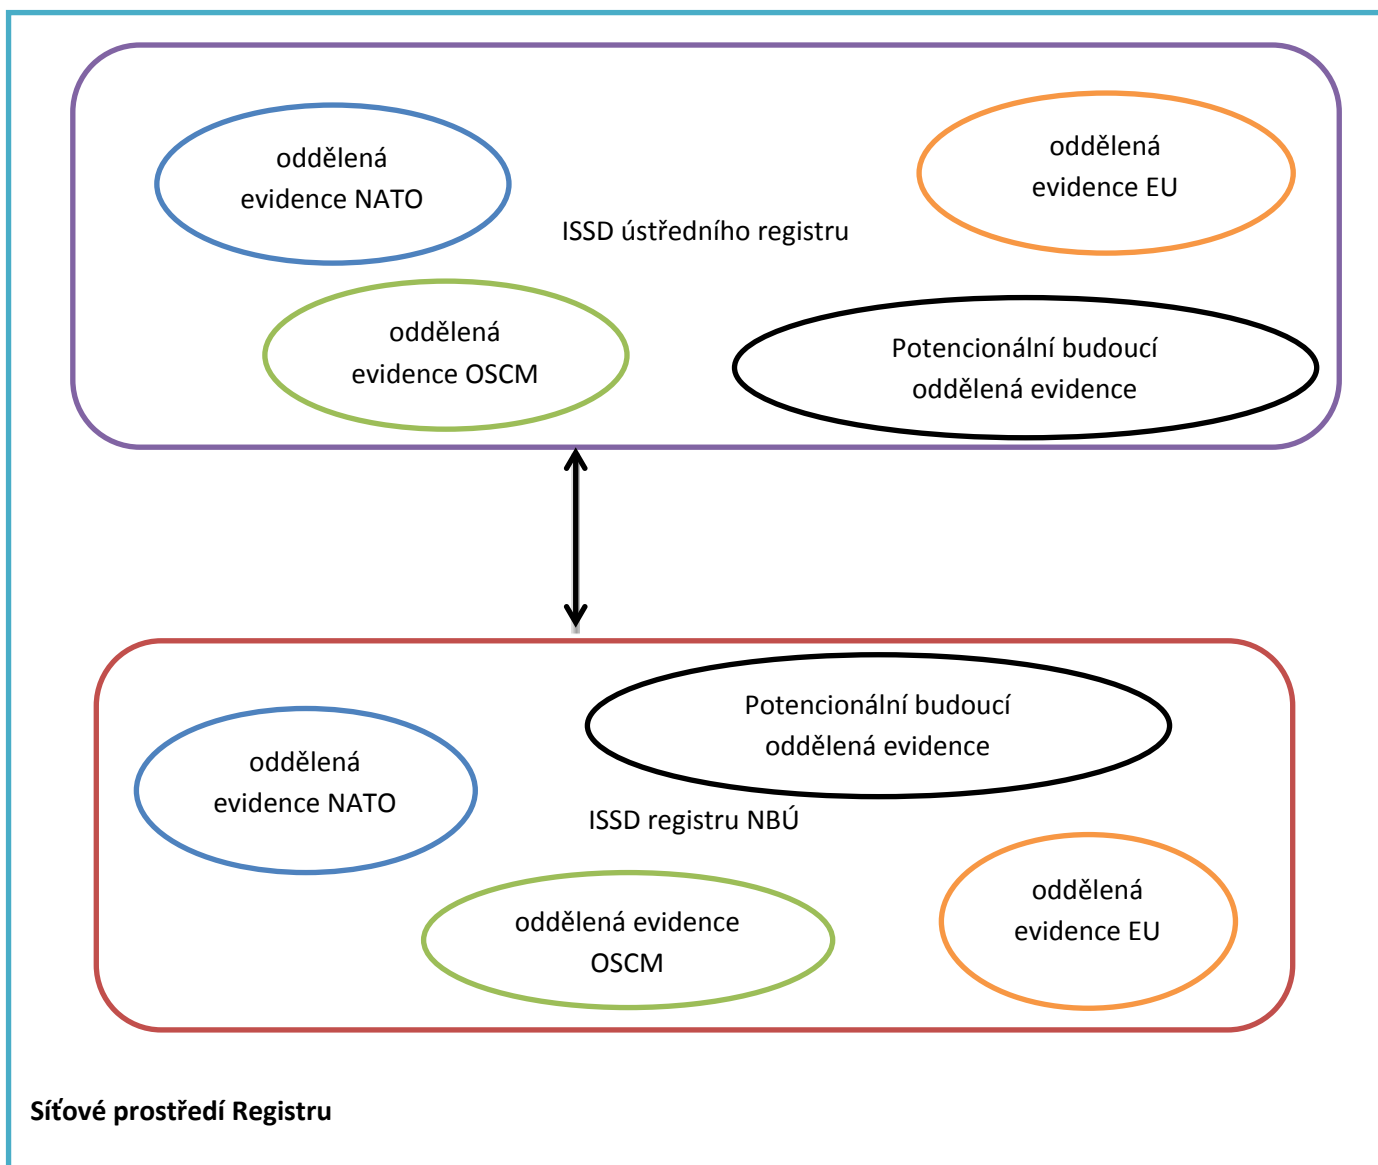 oddělená
evidence NATO
oddělená
evidence EU
ISSD ústředního registru
oddělená
evidence OSCM
Potencionální budoucí
oddělená evidence
Potencionální budoucí
oddělená evidence
oddělená
evidence NATO
ISSD registru NBÚ
oddělená evidence
OSCM
oddělená
evidence EU
Síťové prostředí Registru